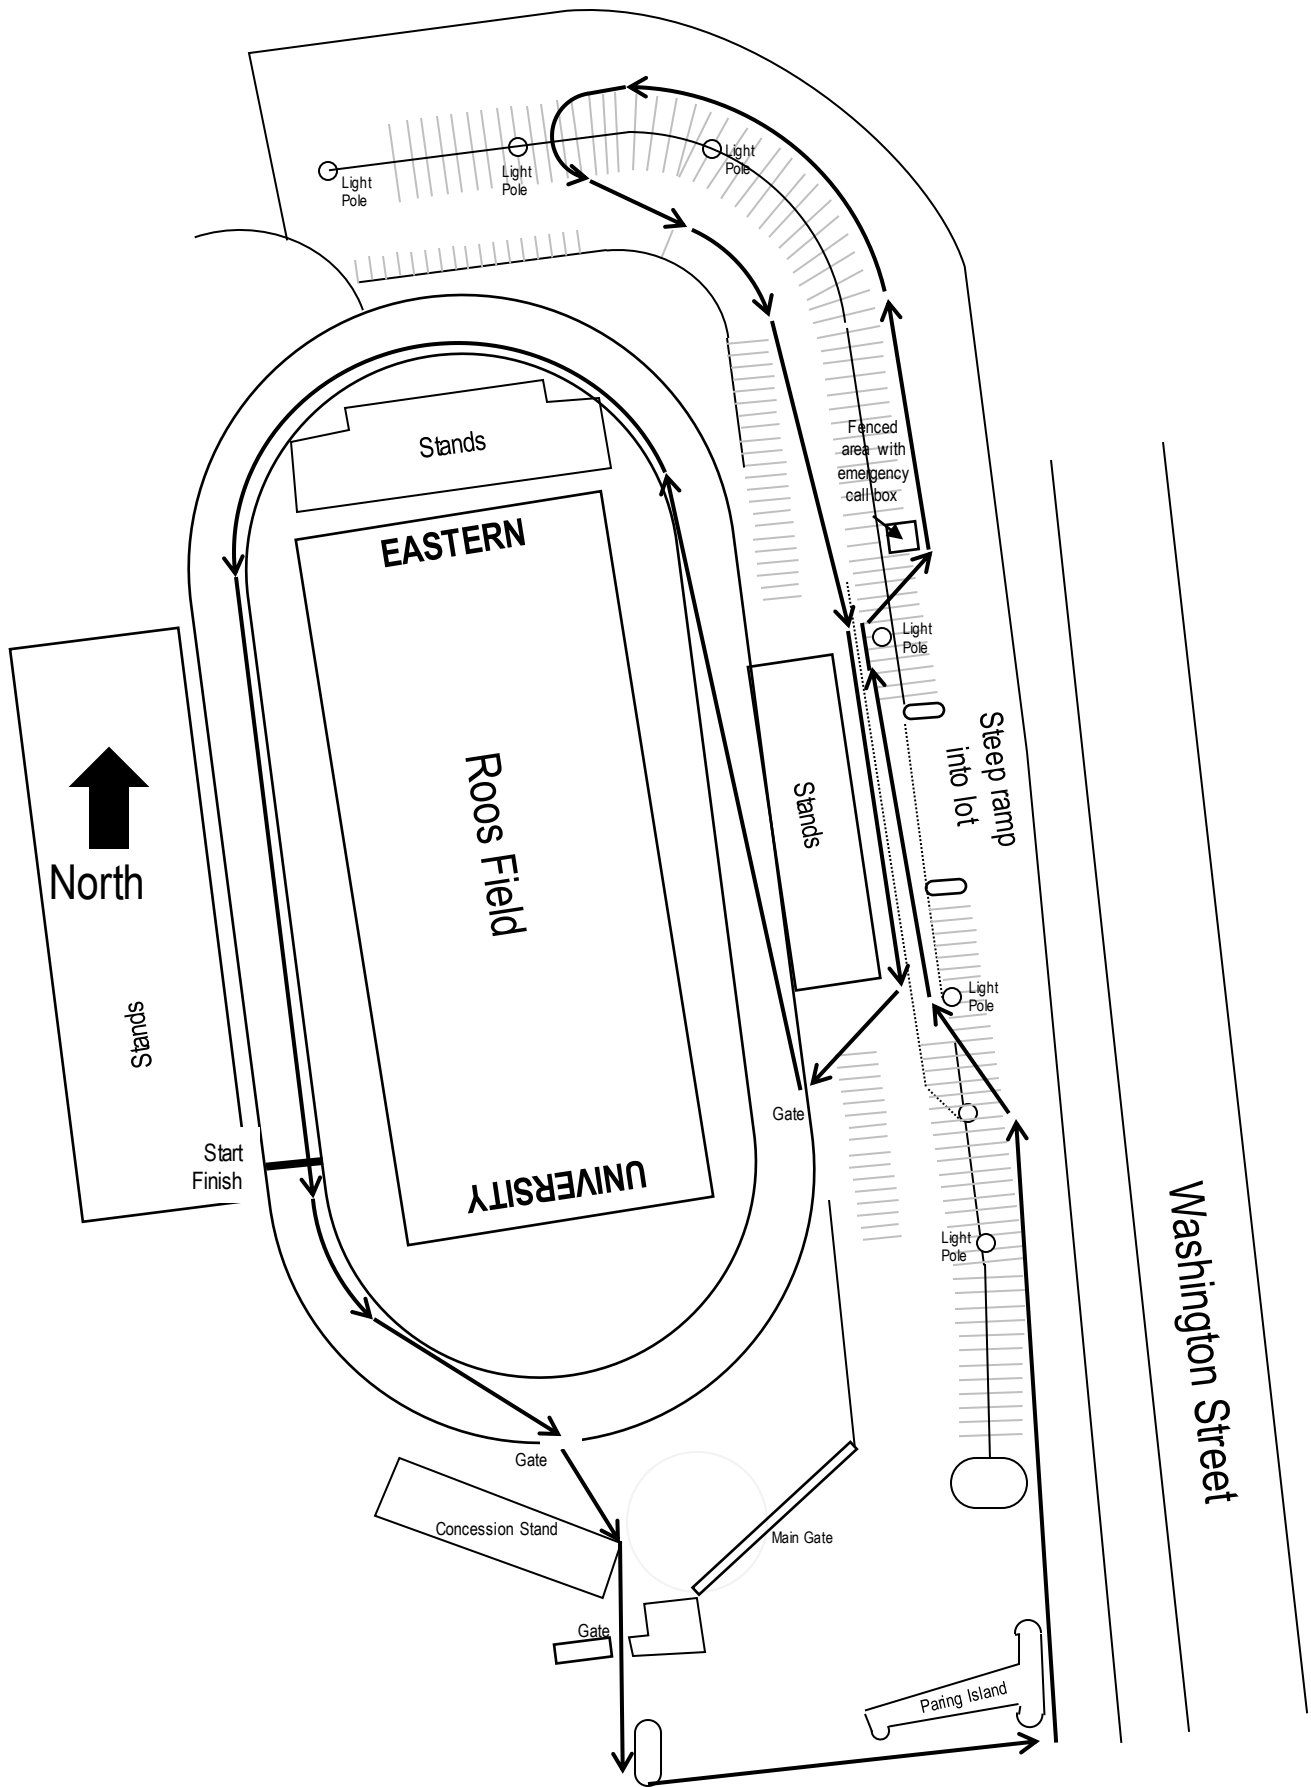 Light
Pole
Light
Pole
Light
Pole
Fenced
area with
emergency
call box
Stands
EASTERN
Light
Pole
Steep ramp
into lot
Roos Field
Stands
North
Stands
Light
Pole
Gate
Start
Finish
UNIVERSITY
Light
Pole
Washington Street
Gate
Concession Stand
Main Gate
Gate
Paring Island